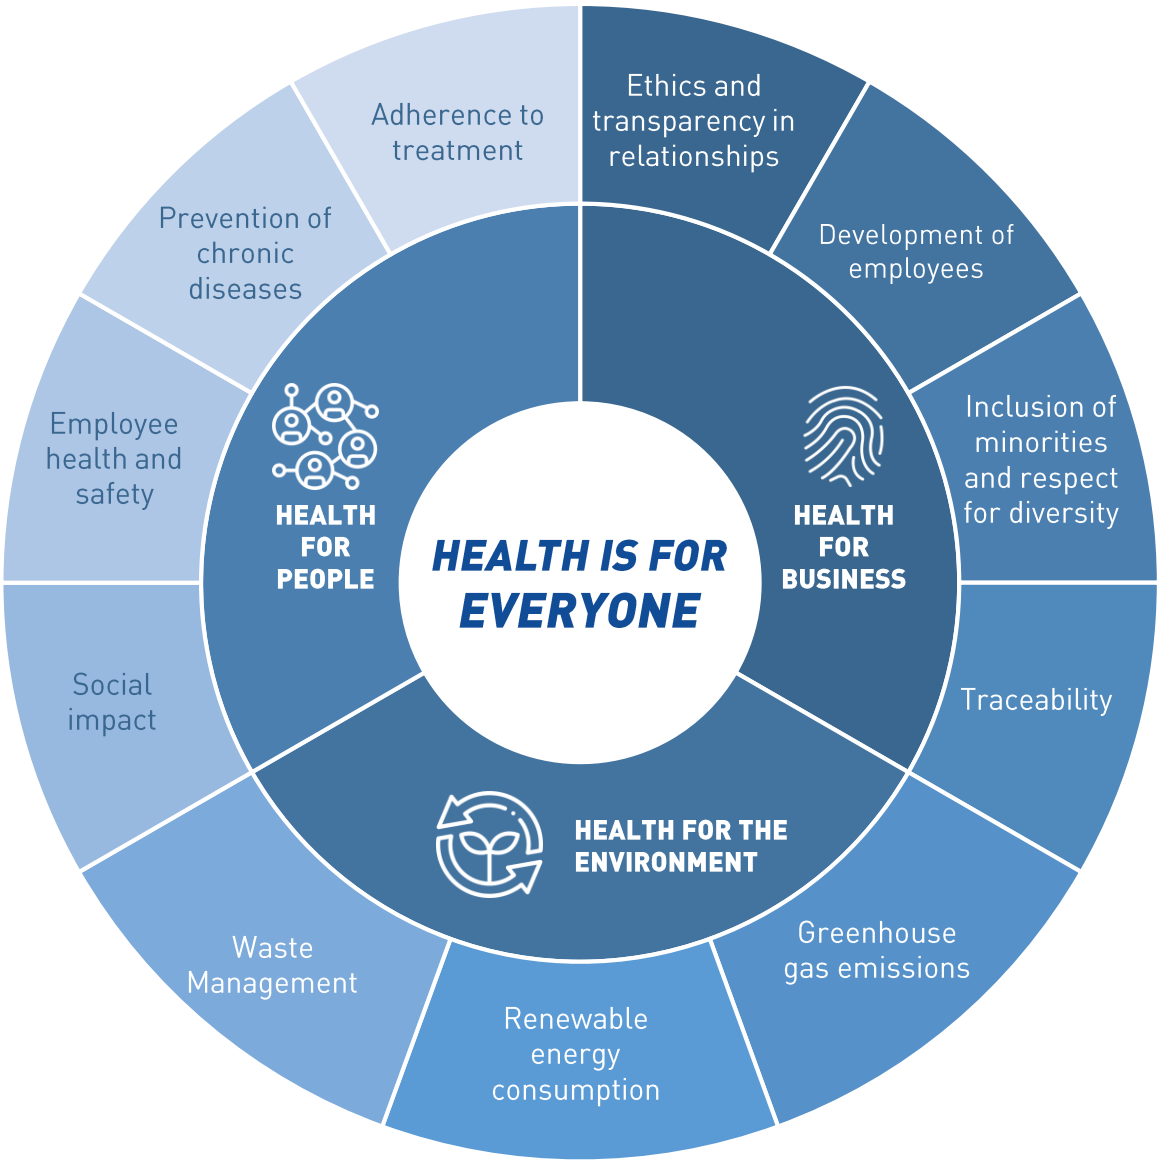 HEALTH IS FOR
EVERYONE
HEALTH
FOR
BUSINESS
Ethics and
transparency in
relationships
Development of
employees
Inclusion of
minorities
and respect
for diversity
Traceability
HEALTH FOR THE
ENVIRONMENT
Greenhouse
gas emissions
Renewable
energy
consumption
Waste
Management
HEALTH
FOR
PEOPLE
Social
impact
Employee
health and
safety
Prevention of
chronic
diseases
Adherence to
treatment